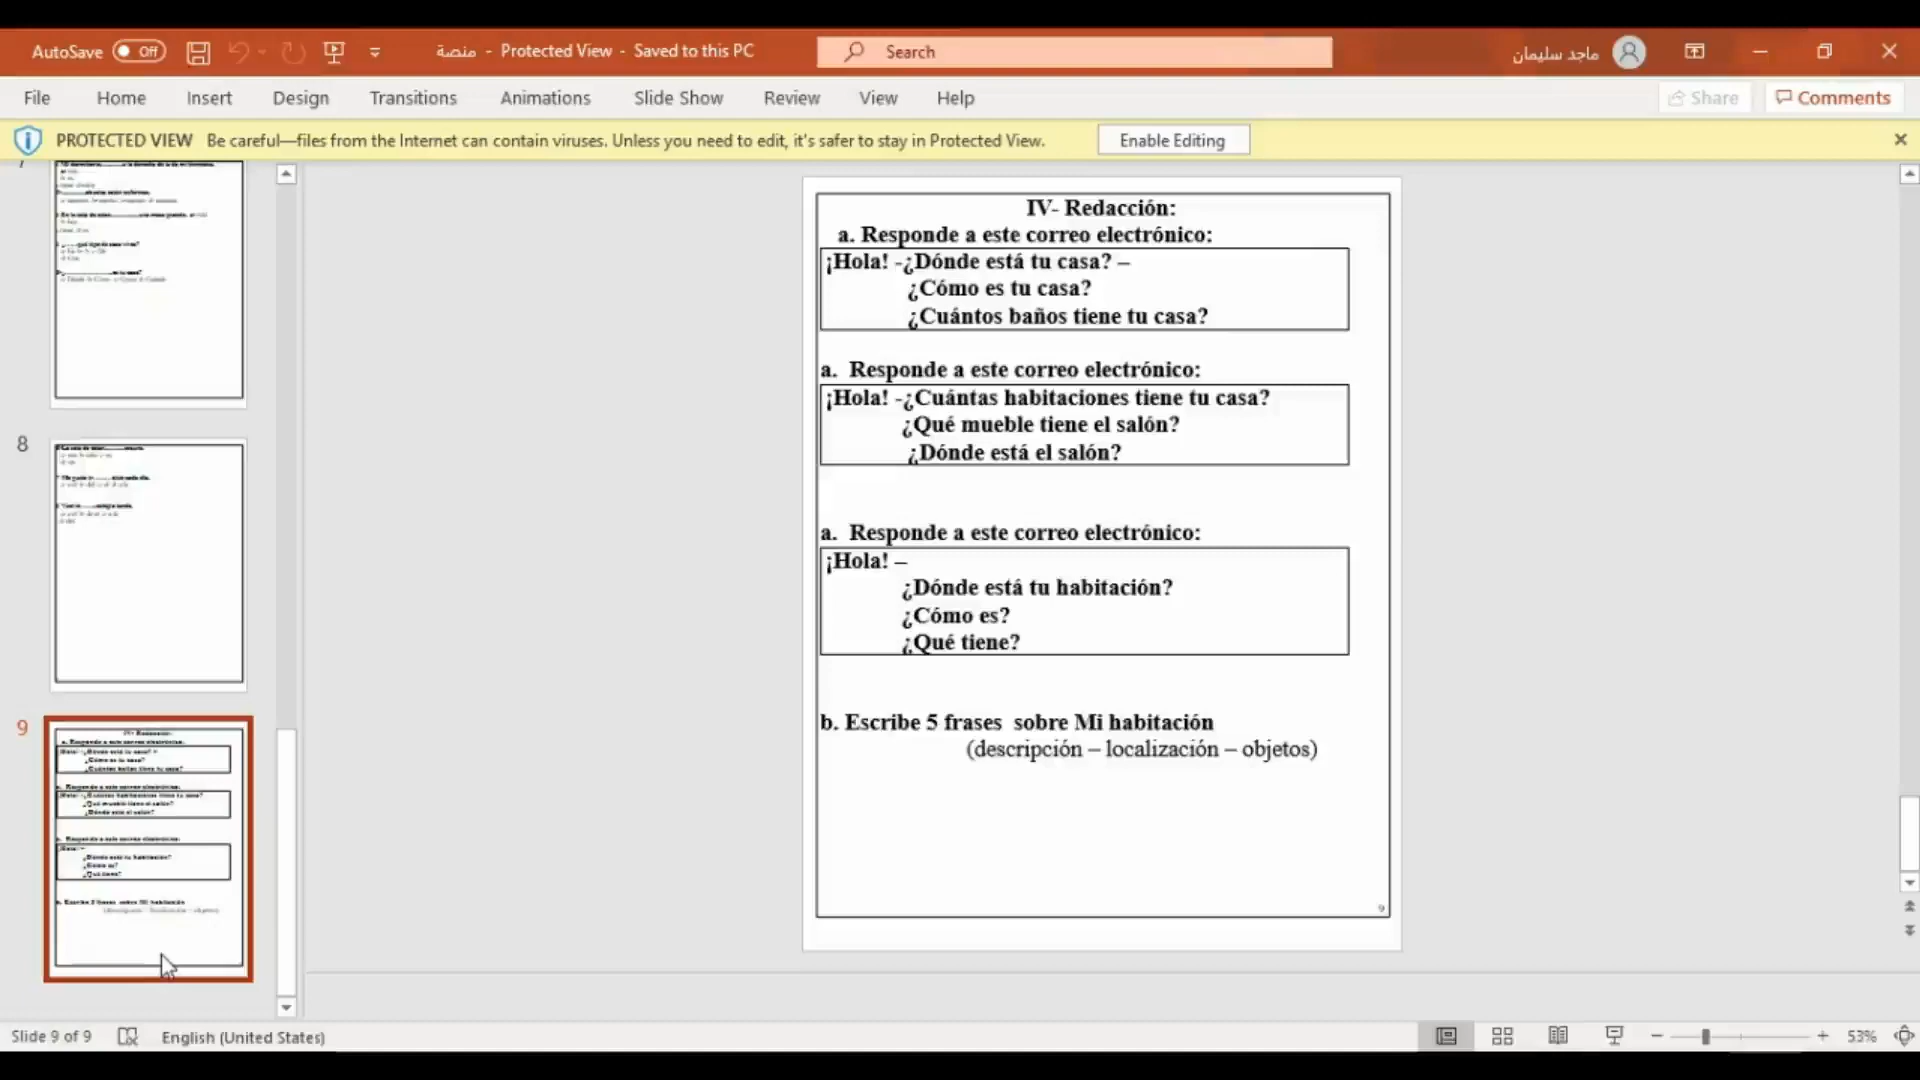 AutoSave Off منصة - Protected View - Saved to this PC Search ماجد سليمان
File Home Insert Design Transitions Animations Slide Show Review View Help Share Comments
PROTECTED VIEW Be careful—files from the Internet can contain viruses. Unless you need to edit, it's safer to stay in Protected View. Enable Editing
8
9
IV- Redacción:
a. Responde a este correo electrónico:
¡Hola! -¿Dónde está tu casa? –
¿Cómo es tu casa?
¿Cuántos baños tiene tu casa?
a. Responde a este correo electrónico:
¡Hola! -¿Cuántas habitaciones tiene tu casa?
¿Qué mueble tiene el salón?
¿Dónde está el salón?
a. Responde a este correo electrónico:
¡Hola! –
¿Dónde está tu habitación?
¿Cómo es?
¿Qué tiene?
b. Escribe 5 frases sobre Mi habitación
(descripción – localización – objetos)
9
Slide 9 of 9 English (United States) 53%